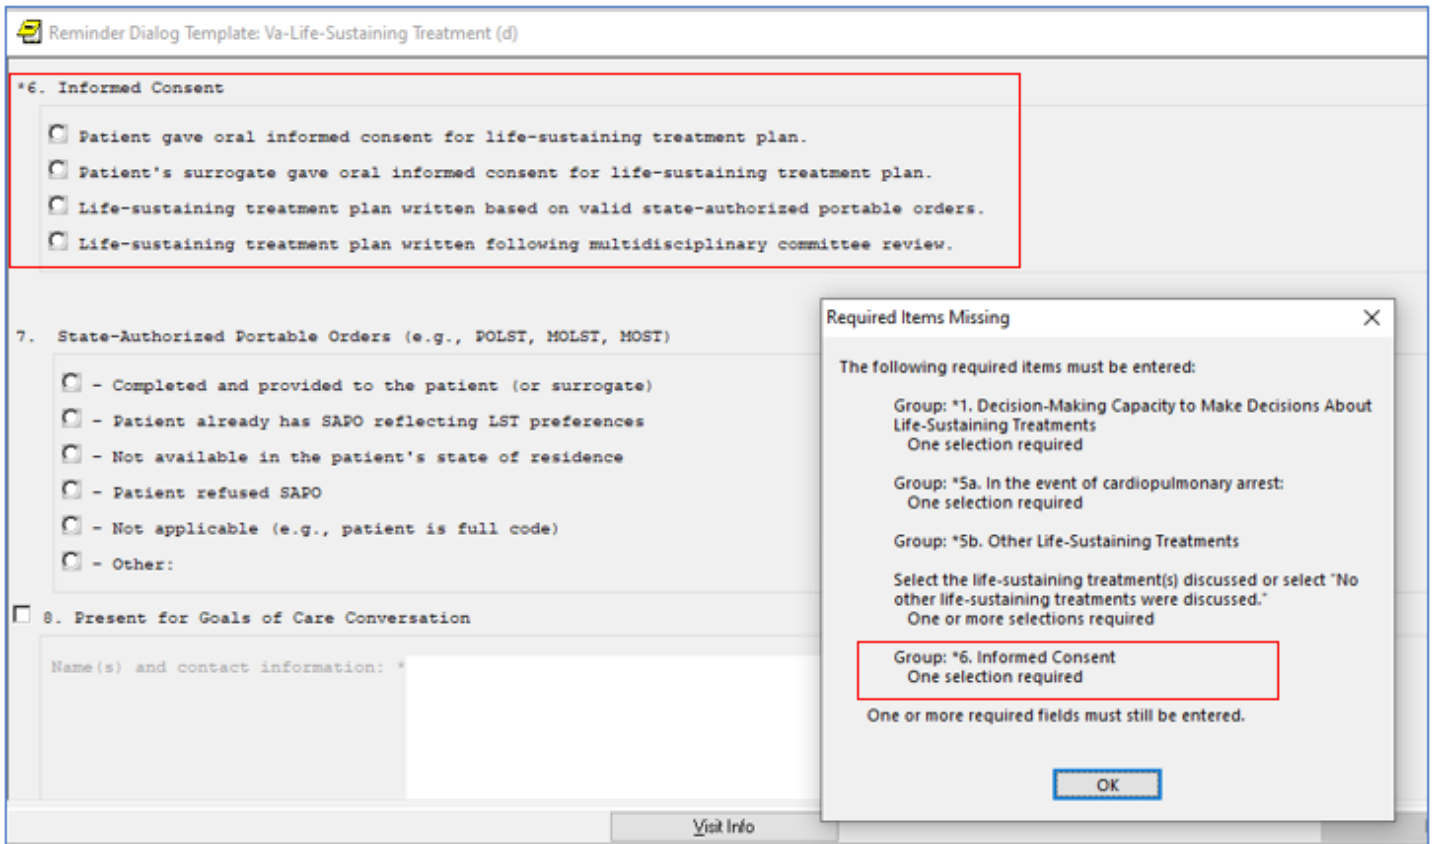 Reminder Dialog Template: Va-Life-Sustaining Treatment (d)
*6. Informed Consent
Patient gave oral informed consent for life-sustaining treatment plan.
Patient's surrogate gave oral informed consent for life-sustaining treatment plan.
Life-sustaining treatment plan written based on valid state-authorized portable orders.
Life-sustaining treatment plan written following multidisciplinary committee review.
7. State-Authorized Portable Orders (e.g., POLST, MOLST, MOST)
- Completed and provided to the patient (or surrogate)
- Patient already has SAPO reflecting LST preferences
- Not available in the patient's state of residence
- Patient refused SAPO
- Not applicable (e.g., patient is full code)
- Other:
8. Present for Goals of Care Conversation
Name(s) and contact information: *
Visit Info
Required Items Missing
The following required items must be entered:
Group: *1. Decision-Making Capacity to Make Decisions About
Life-Sustaining Treatments
One selection required
Group: *5a. In the event of cardiopulmonary arrest:
One selection required
Group: *5b. Other Life-Sustaining Treatments
Select the life-sustaining treatment(s) discussed or select "No
other life-sustaining treatments were discussed."
One or more selections required
Group: *6. Informed Consent
One selection required
One or more required fields must still be entered.
OK